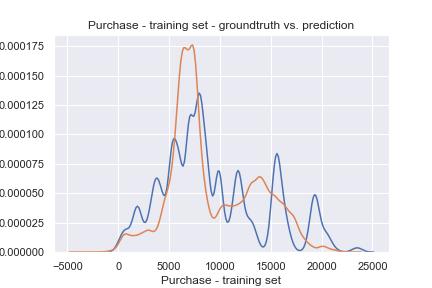 Purchase - training set - groundtruth vs. prediction
0.000175
0.000150
0.000125
0.000100
0.000075
0.000050
0.000025
0.000000
−5000 0 5000 10000 15000 20000 25000
Purchase - training set